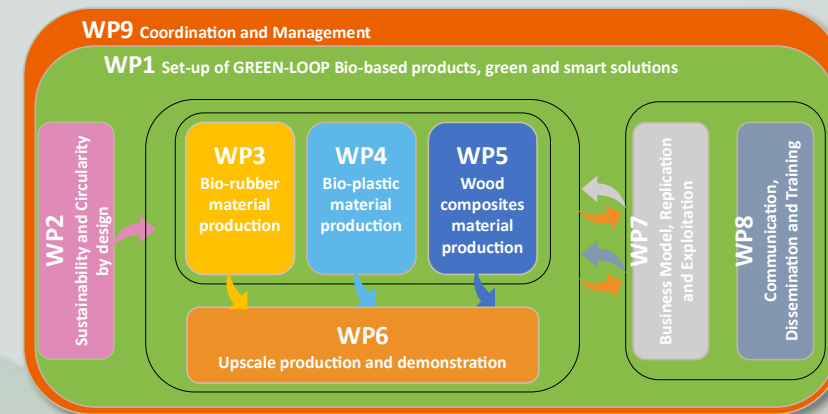 WP9 Coordination and Management
WP1 Set-up of GREEN-LOOP Bio-based products, green and smart solutions
WP2
Sustainability and Circularity
by design
WP3
Bio-rubber
material
production
WP4
Bio-plastic
material
production
WP5
Wood
composites
material
production
WP6
Upscale production and demonstration
WP7
Business Model, Replication
and Exploitation
WP8
Communication,
Dissemination and Training